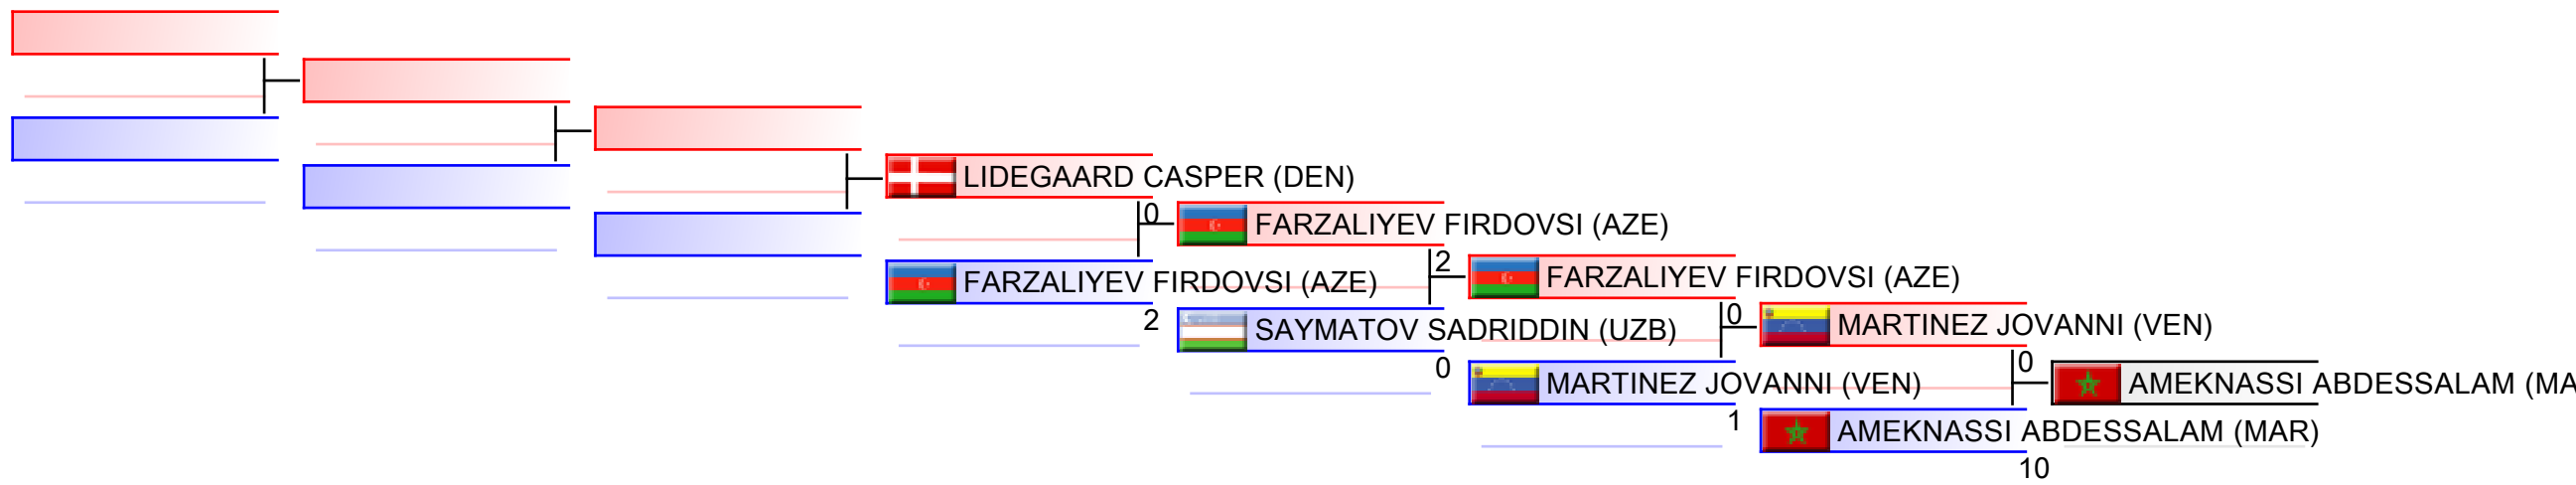 LIDEGAARD CASPER (DEN)
0
FARZALIYEV FIRDOVSI (AZE)
2
FARZALIYEV FIRDOVSI (AZE)
2
SAYMATOV SADRIDDIN (UZB)
0
FARZALIYEV FIRDOVSI (AZE)
0
MARTINEZ JOVANNI (VEN)
1
MARTINEZ JOVANNI (VEN)
0
AMEKNASSI ABDESSALAM (MAR)
10
AMEKNASSI ABDESSALAM (MA